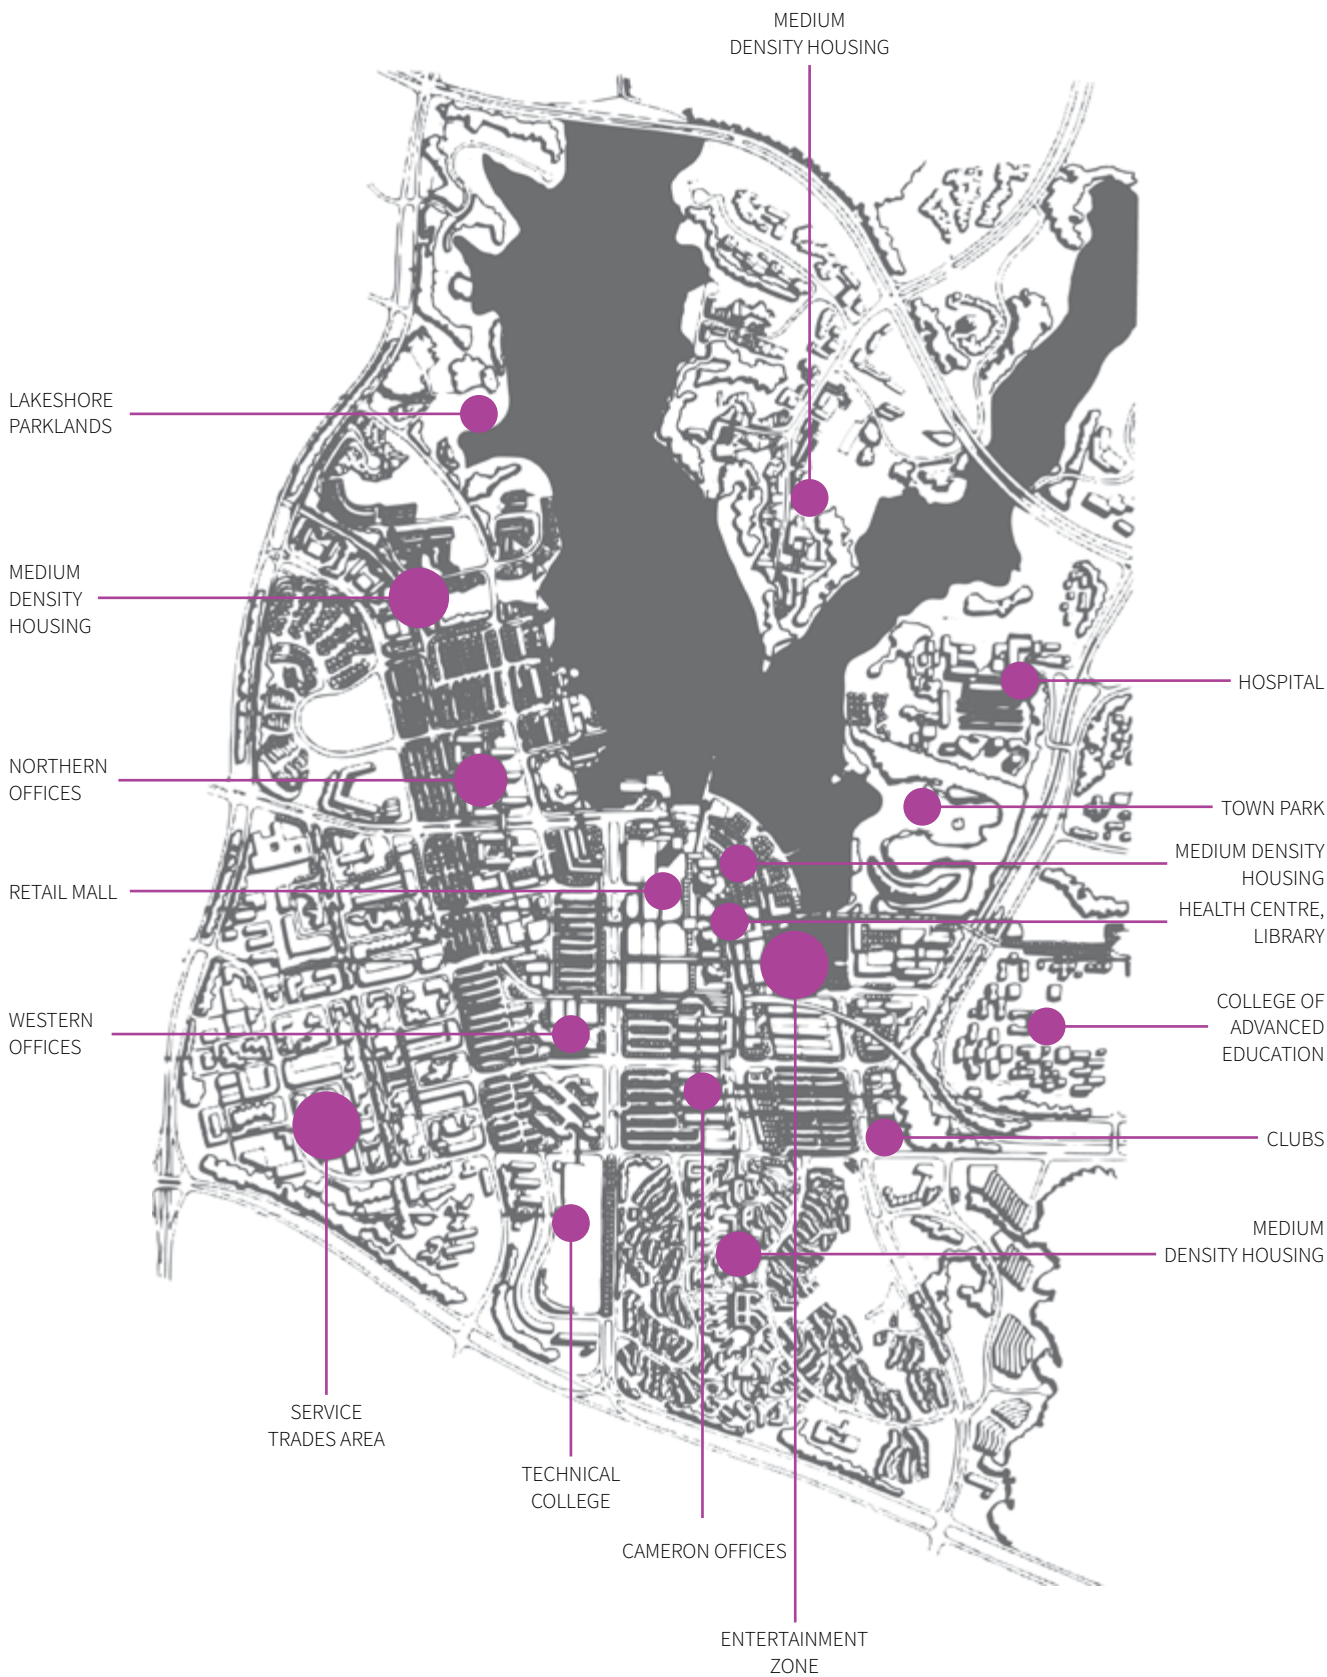 MEDIUM
DENSITY HOUSING
LAKESHORE
PARKLANDS
MEDIUM
DENSITY
HOUSING
NORTHERN
OFFICES
RETAIL MALL
WESTERN
OFFICES
HOSPITAL
TOWN PARK
MEDIUM DENSITY
HOUSING
HEALTH CENTRE,
LIBRARY
COLLEGE OF
ADVANCED
EDUCATION
CLUBS
MEDIUM
DENSITY HOUSING
SERVICE
TRADES AREA
TECHNICAL
COLLEGE
CAMERON OFFICES
ENTERTAINMENT
ZONE